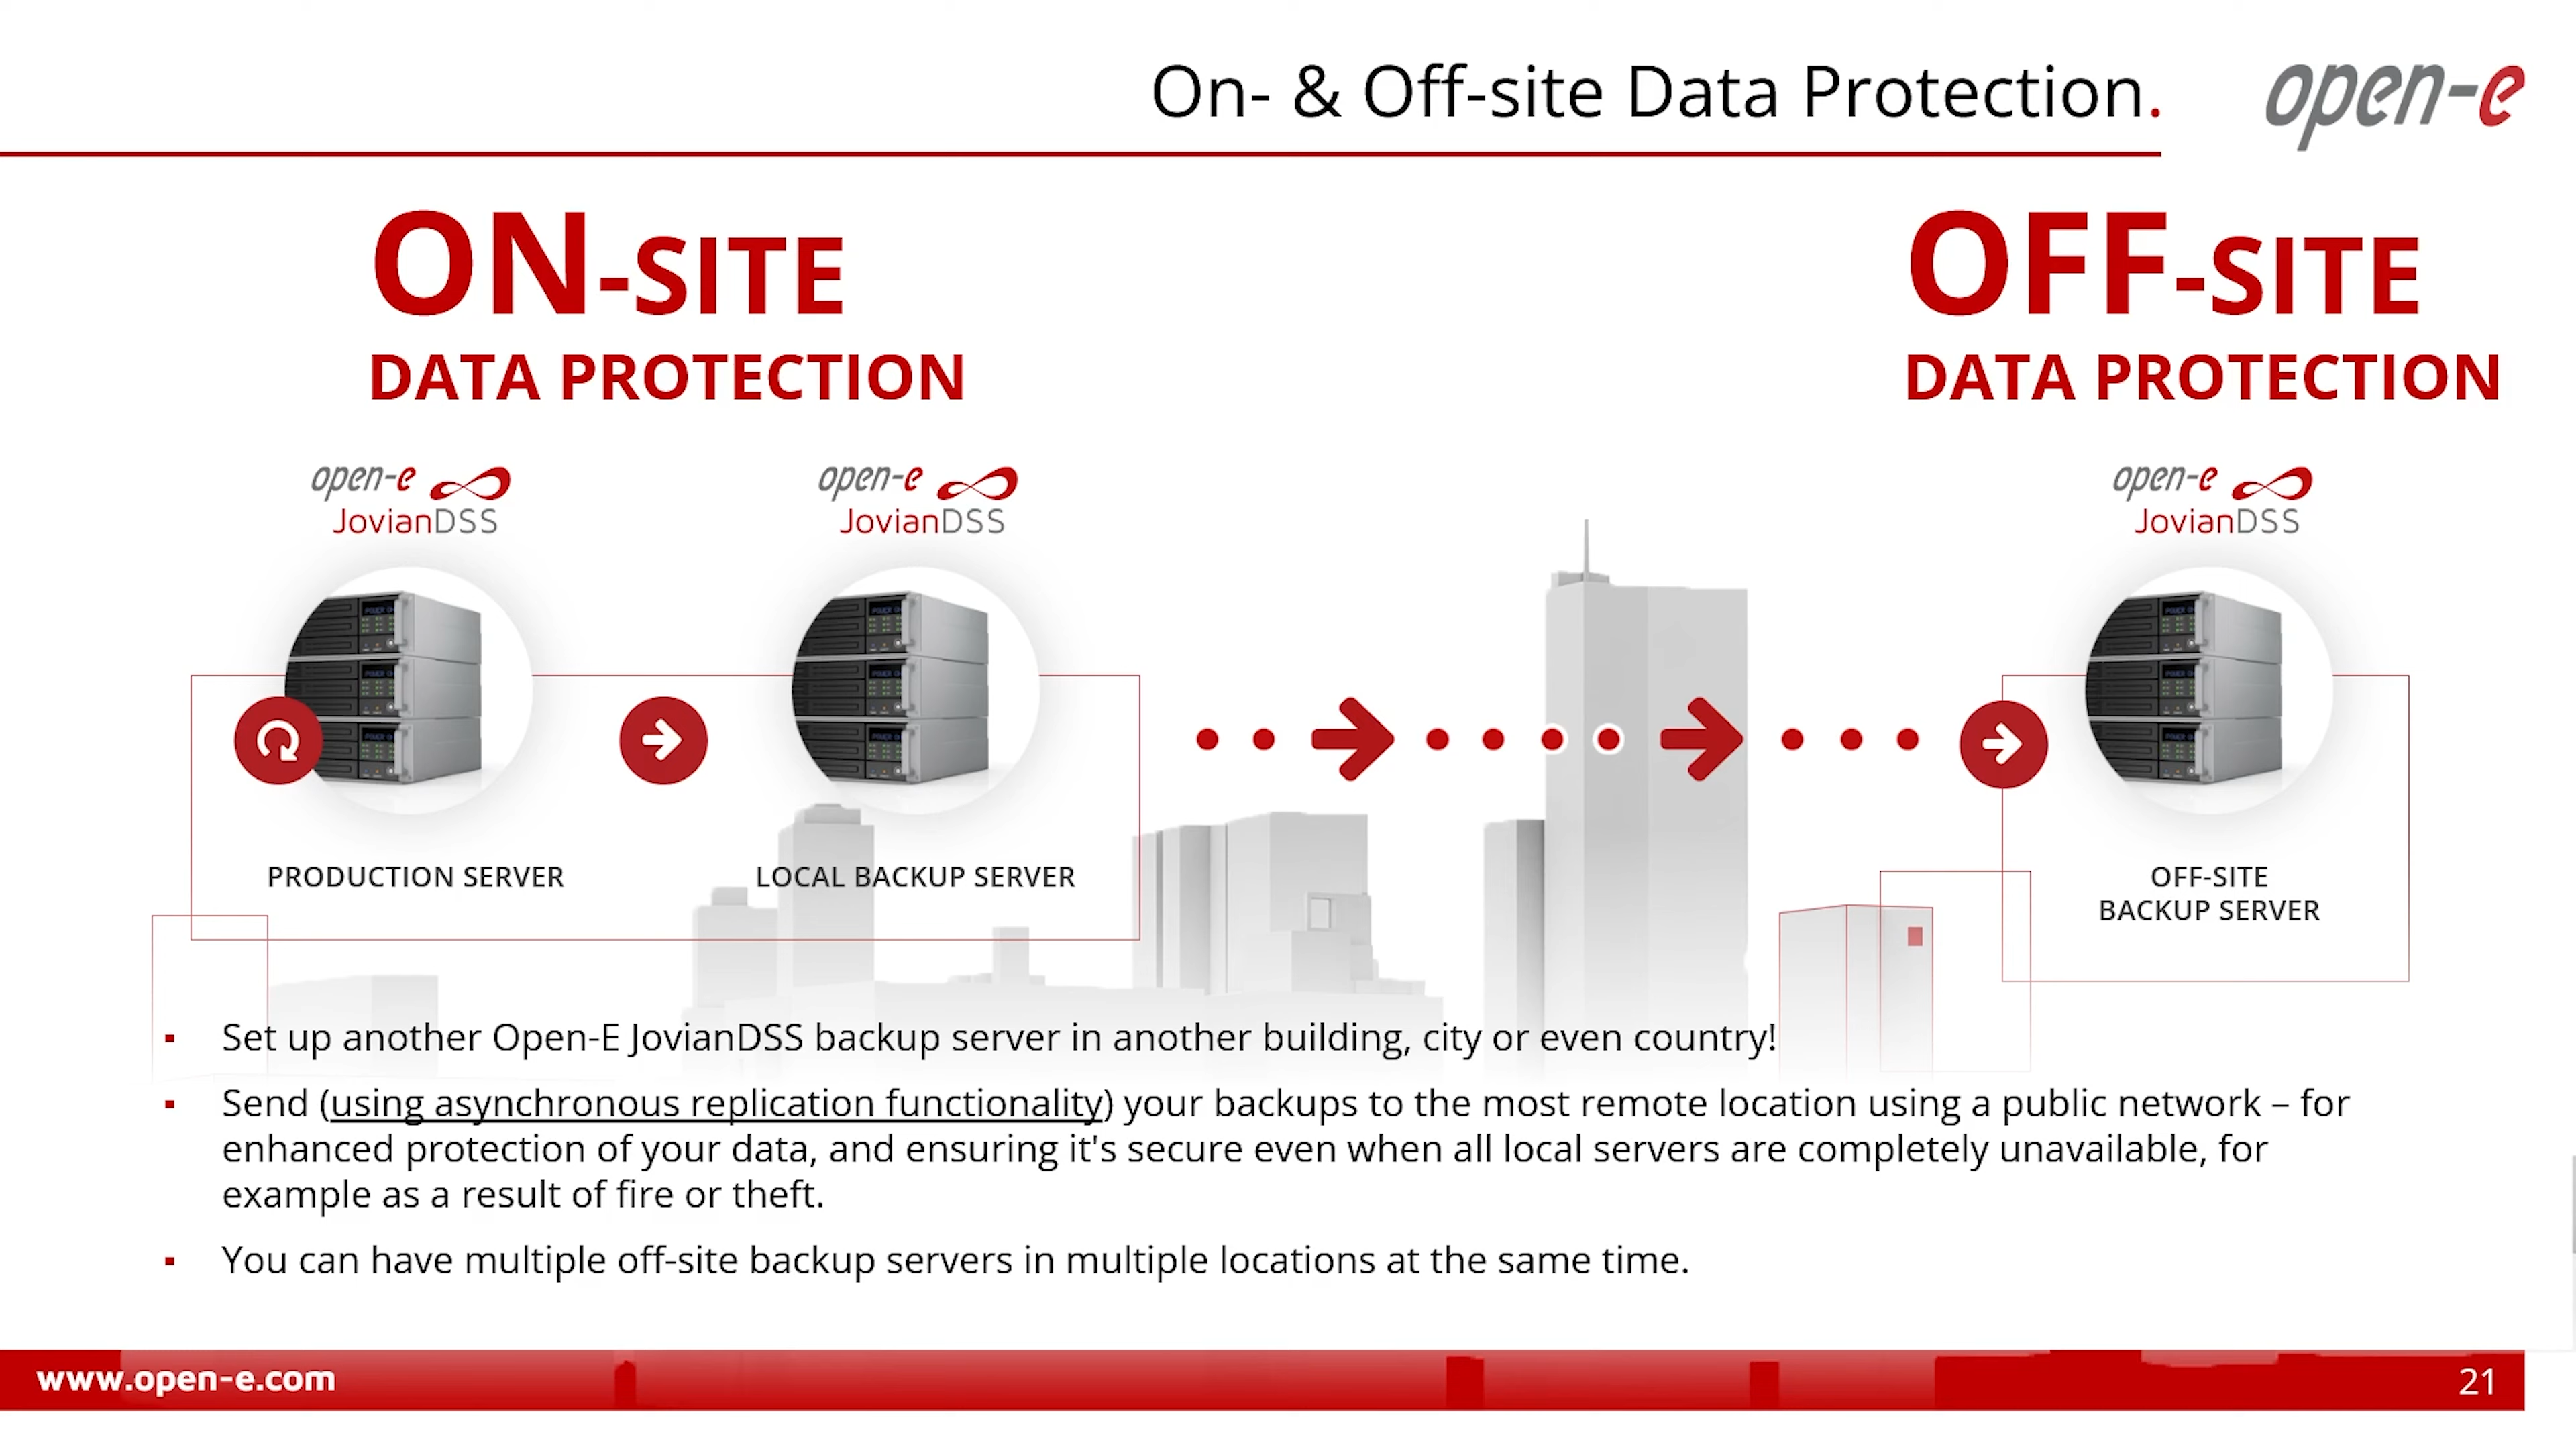 On- & Off-site Data Protection.
open-e
ON-SITE
DATA PROTECTION
OFF-SITE
DATA PROTECTION
open-e
JovianDSS
open-e
JovianDSS
open-e
JovianDSS
PRODUCTION SERVER
LOCAL BACKUP SERVER
OFF-SITE
BACKUP SERVER
▪ Set up another Open-E JovianDSS backup server in another building, city or even country!
▪ Send (using asynchronous replication functionality) your backups to the most remote location using a public network – for
enhanced protection of your data, and ensuring it's secure even when all local servers are completely unavailable, for
example as a result of fire or theft.
▪ You can have multiple off-site backup servers in multiple locations at the same time.
www.open-e.com
21